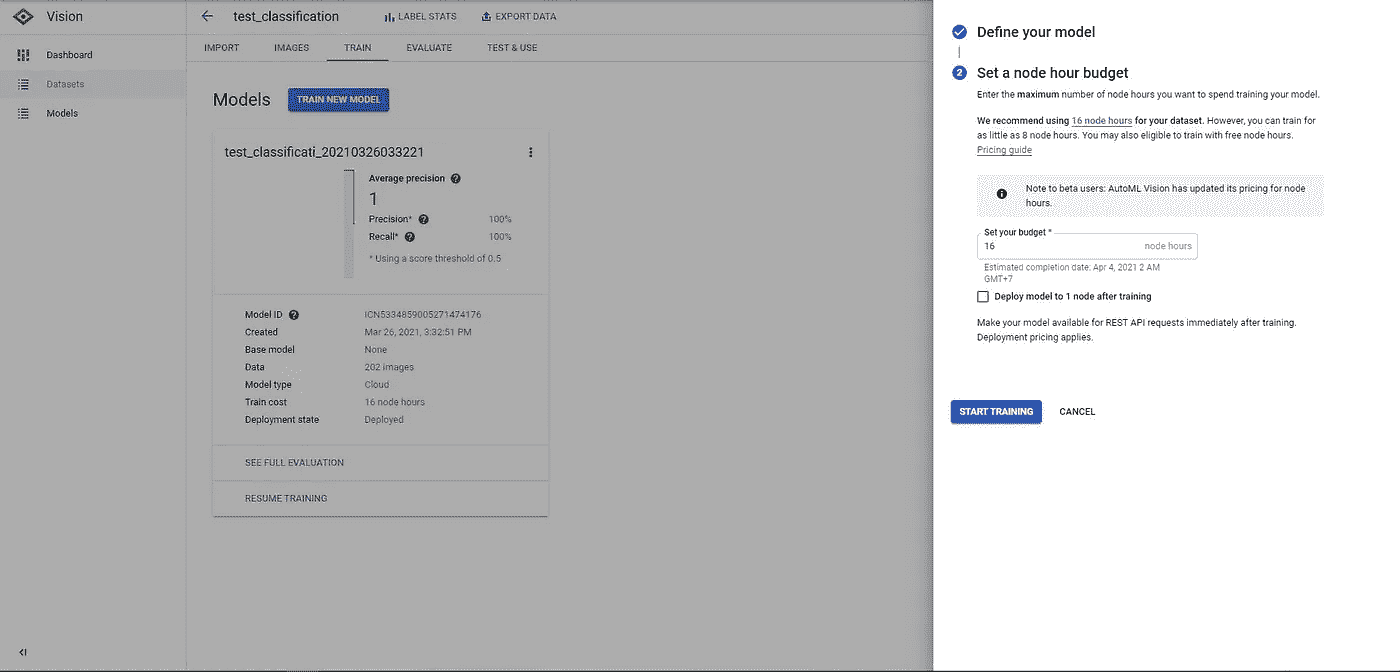 Vision
Dashboard
Datasets
Models
test_classification
LABEL STATS
EXPORT DATA
IMPORT
IMAGES
TRAIN
EVALUATE
TEST & USE
Models
TRAIN NEW MODEL
test_classificati_20210326033221
Average precision
1
Precision* 100%
Recall* 100%
* Using a score threshold of 0.5
Model ID ICN5334859005271474176
Created Mar 26, 2021, 3:32:51 PM
Base model None
Data 202 images
Model type Cloud
Train cost 16 node hours
Deployment state Deployed
SEE FULL EVALUATION
RESUME TRAINING
Define your model
2 Set a node hour budget
Enter the maximum number of node hours you want to spend training your model.
We recommend using 16 node hours for your dataset. However, you can train for
as little as 8 node hours. You may also eligible to train with free node hours.
Pricing guide
Note to beta users: AutoML Vision has updated its pricing for node
hours.
Set your budget *
16 node hours
Estimated completion date: Apr 4, 2021 2 AM
GMT+7
Deploy model to 1 node after training
Make your model available for REST API requests immediately after training.
Deployment pricing applies.
START TRAINING
CANCEL